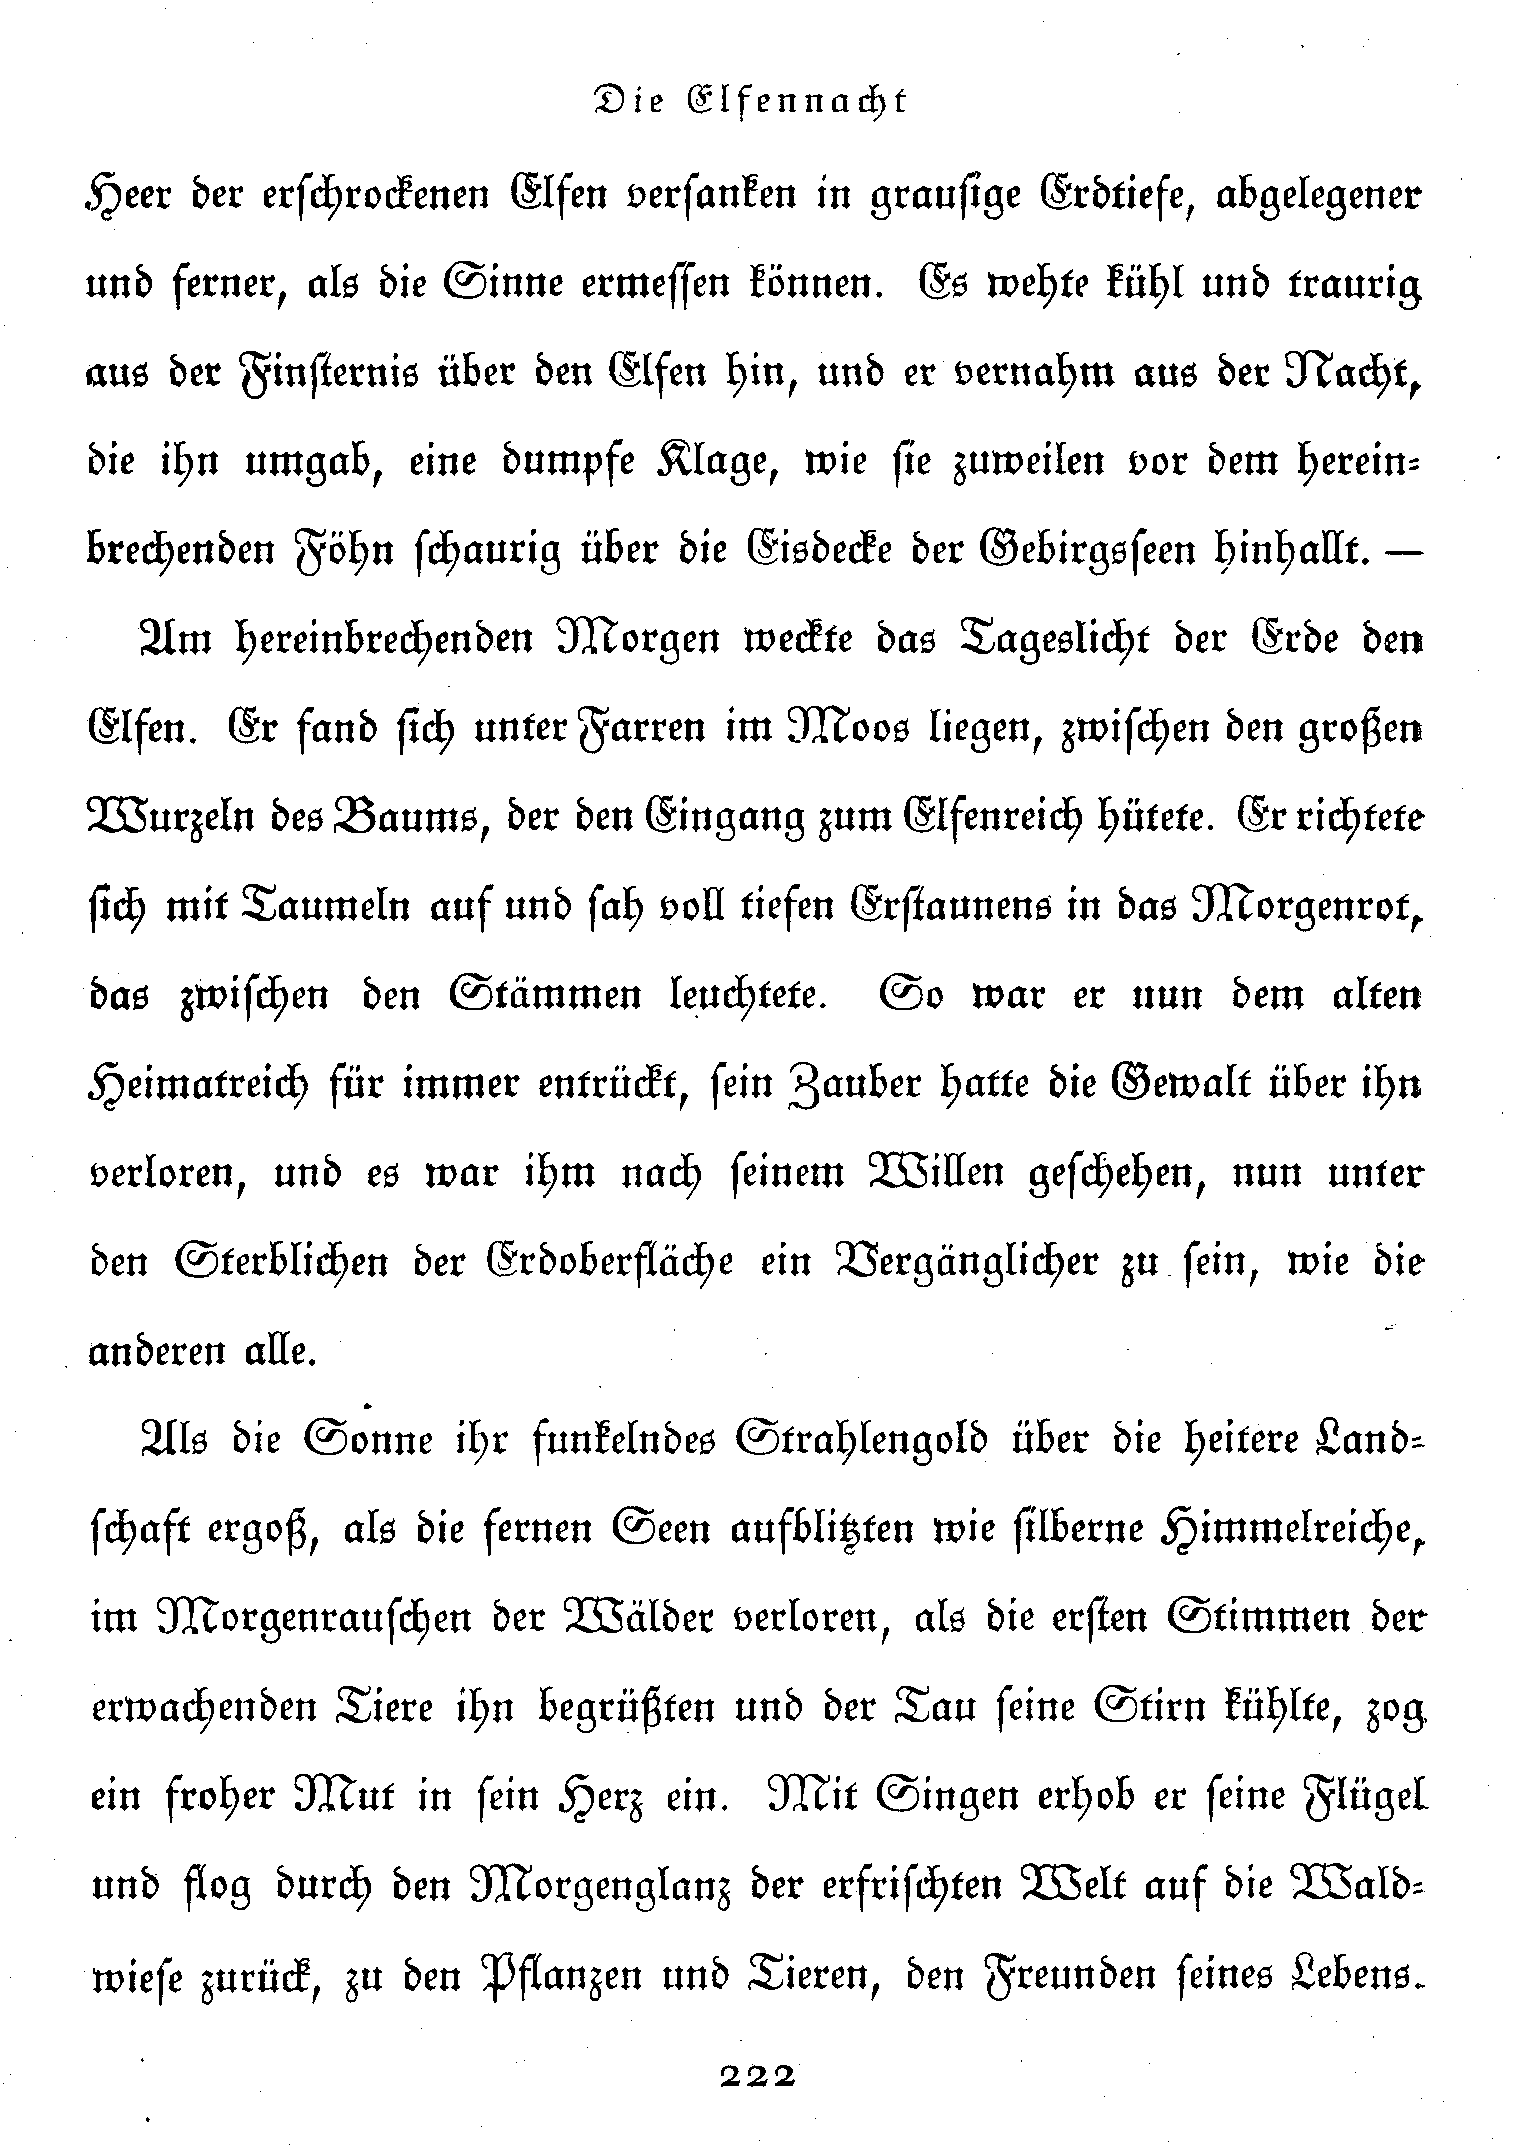 Die Elfennacht
Heer der erschrockenen Elfen versanken in grausige Erdtiefe, abgelegener
und ferner, als die Sinne ermessen können. Es wehte kühl und traurig
aus der Finsternis über den Elfen hin, und er vernahm aus der Nacht,
die ihn umgab, eine dumpfe Klage, wie sie zuweilen vor dem herein-
brechenden Föhn schaurig über die Eisdecke der Gebirgsseen hinhallt. —
Am hereinbrechenden Morgen weckte das Tageslicht der Erde den
Elfen. Er fand sich unter Farren im Moos liegen, zwischen den großen
Wurzeln des Baums, der den Eingang zum Elfenreich hütete. Er richtete
sich mit Taumeln auf und sah voll tiefen Erstaunens in das Morgenrot,
das zwischen den Stämmen leuchtete. So war er nun dem alten
Heimatreich für immer entrückt, sein Zauber hatte die Gewalt über ihn
verloren, und es war ihm nach seinem Willen geschehen, nun unter
den Sterblichen der Erdoberfläche ein Vergänglicher zu sein, wie die
anderen alle.
Als die Sonne ihr funkelndes Strahlengold über die heitere Land-
schaft ergoß, als die fernen Seen aufblitzten wie silberne Himmelreiche,
im Morgenrauschen der Wälder verloren, als die ersten Stimmen der
erwachenden Tiere ihn begrüßten und der Tau seine Stirn kühlte, zog
ein froher Mut in sein Herz ein. Mit Singen erhob er seine Flügel
und flog durch den Morgenglanz der erfrischten Welt auf die Wald-
wiese zurück, zu den Pflanzen und Tieren, den Freunden seines Lebens.
222